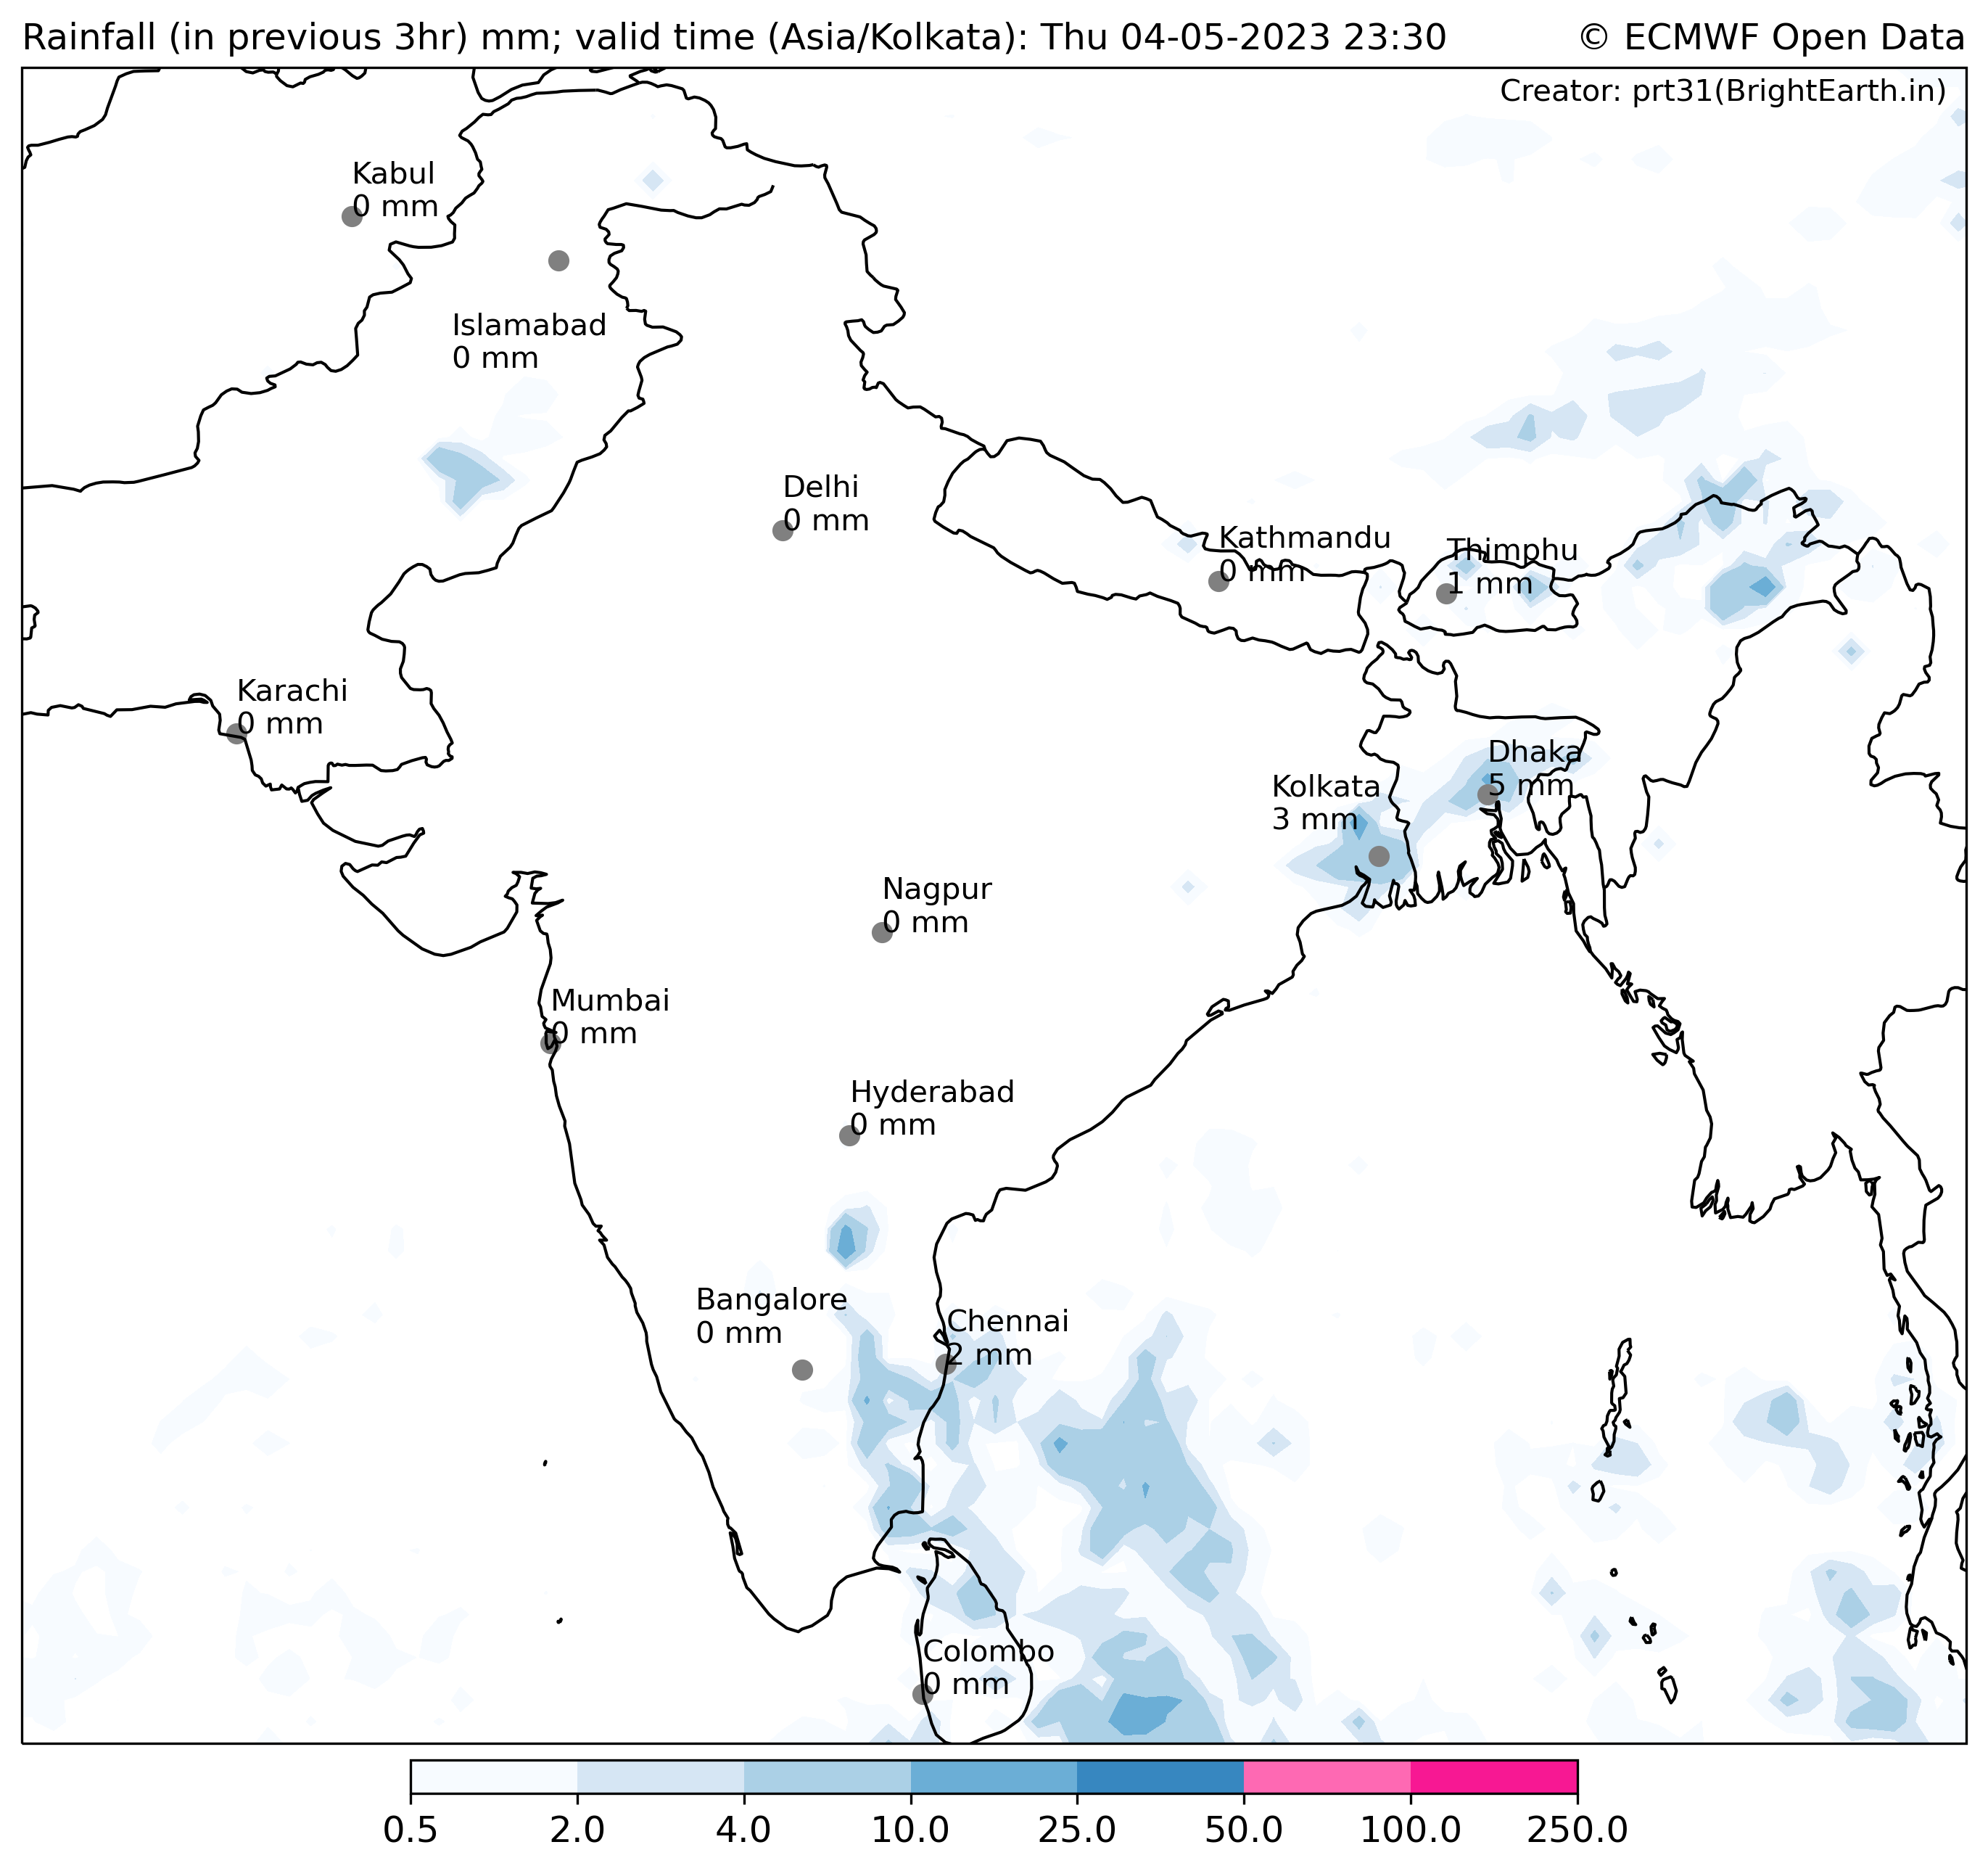 Rainfall (in previous 3hr) mm; valid time (Asia/Kolkata): Thu 04-05-2023 23:30
© ECMWF Open Data
Creator: prt31(BrightEarth.in)
Kabul
0 mm
Islamabad
0 mm
Delhi
0 mm
Kathmandu
0 mm
Thimphu
1 mm
Karachi
0 mm
Dhaka
5 mm
Kolkata
3 mm
Nagpur
0 mm
Mumbai
0 mm
Hyderabad
0 mm
Bangalore
0 mm
Chennai
2 mm
Colombo
0 mm
0.5 2.0 4.0 10.0 25.0 50.0 100.0 250.0